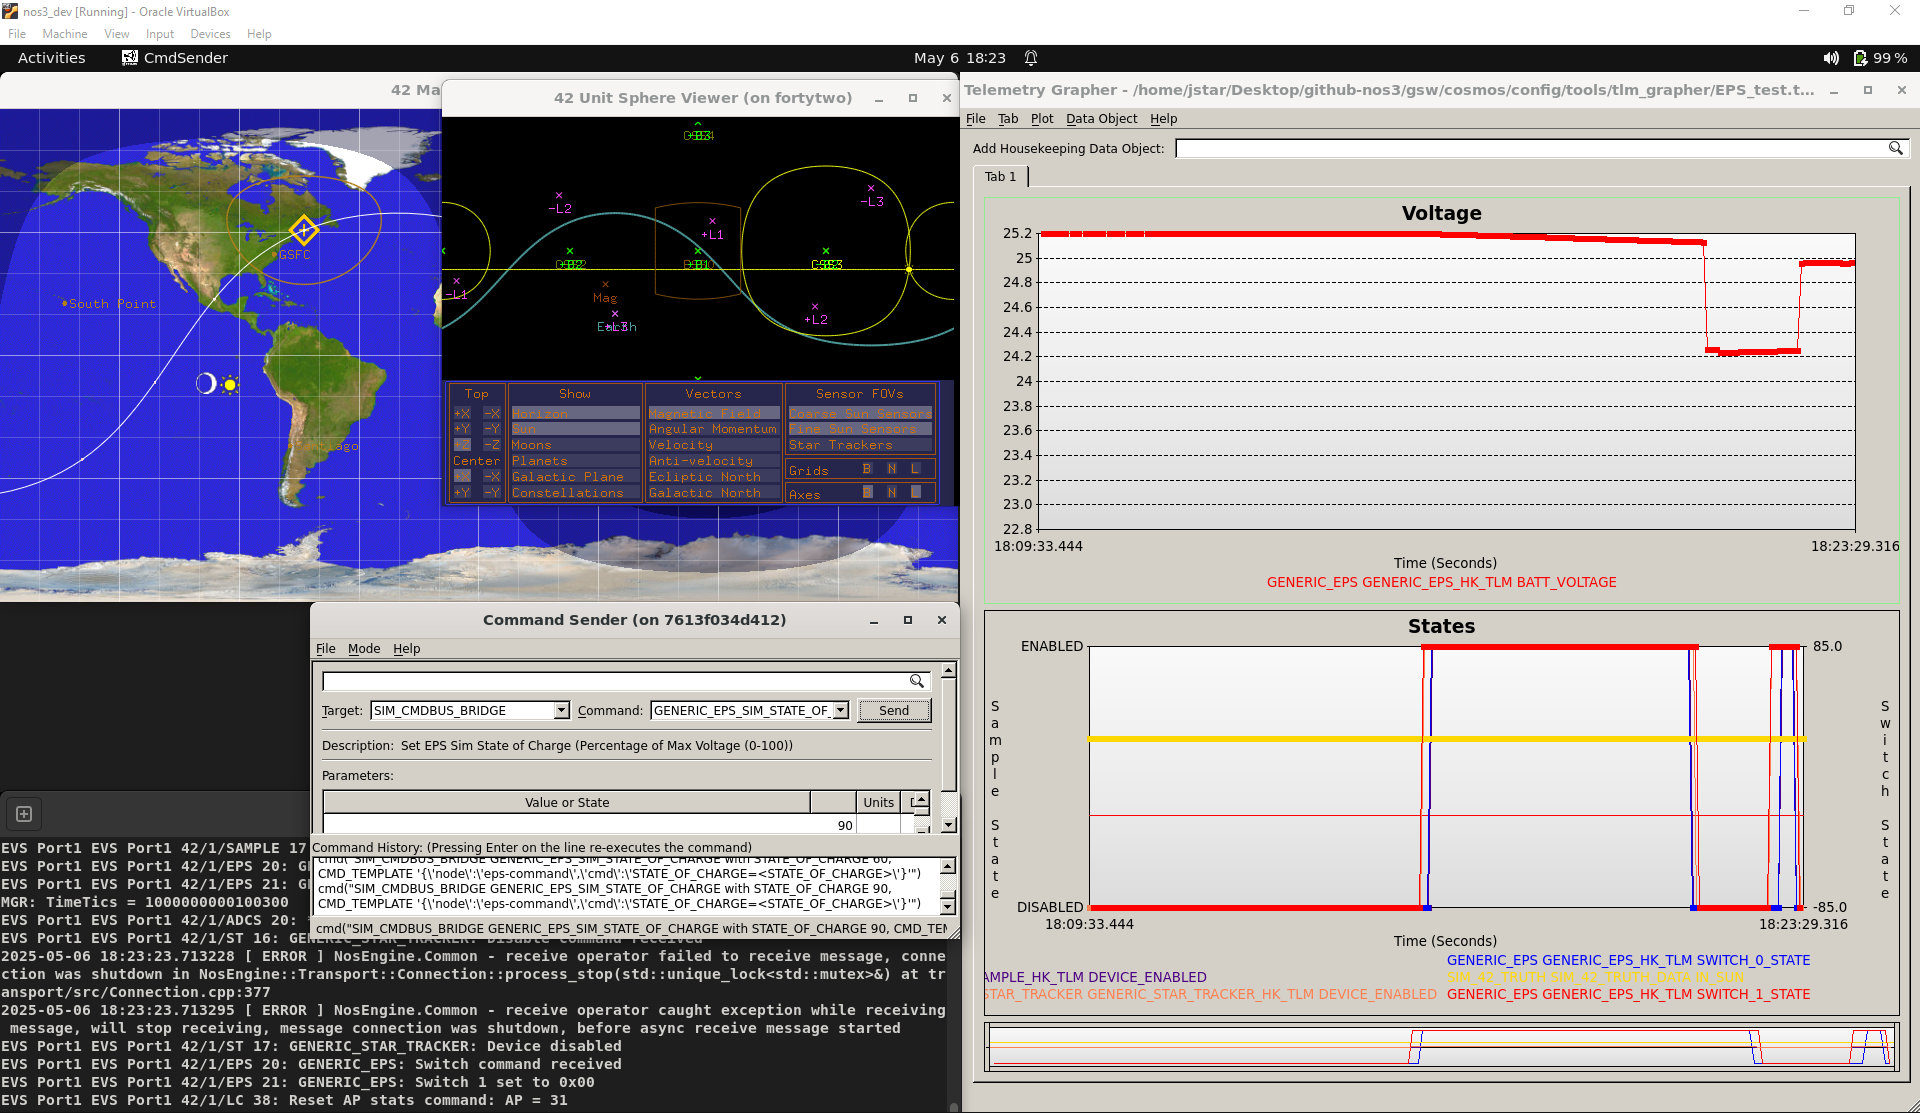 nos3_dev [Running] - Oracle VirtualBox
File Machine View Input Devices Help
Activities CmdSender May 6 18:23 99 %
42 Ma
42 Unit Sphere Viewer (on fortytwo)
GSFC
South Point
-L2
-L3
+L1
-L1
Mag
+L2
Top Show Vectors Sensor FOVs
+X -X Horizon Magnetic Field Coarse Sun Sensors
+Y -Y Sun Angular Momentum Fine Sun Sensors
+Z -Z Moons Velocity Star Trackers
Center Planets Anti-velocity
Grids B N L
+X -X Galactic Plane Ecliptic North
+Y -Y Constellations Galactic North
Axes B N L
Telemetry Grapher - /home/jstar/Desktop/github-nos3/gsw/cosmos/config/tools/tlm_grapher/EPS_test.t...
File Tab Plot Data Object Help
Add Housekeeping Data Object:
Tab 1
Voltage
25.2
25
24.8
24.6
24.4
24.2
24
23.8
23.6
23.4
23.2
23.0
22.8
18:09:33.444 18:23:29.316
Time (Seconds)
GENERIC_EPS GENERIC_EPS_HK_TLM BATT_VOLTAGE
States
ENABLED 85.0
Sample State
Switch State
DISABLED -85.0
18:09:33.444 18:23:29.316
Time (Seconds)
GENERIC_EPS GENERIC_EPS_HK_TLM SWITCH_0_STATE
AMPLE_HK_TLM DEVICE_ENABLED SIM_42_TRUTH SIM_42_TRUTH_DATA IN_SUN
STAR_TRACKER GENERIC_STAR_TRACKER_HK_TLM DEVICE_ENABLED GENERIC_EPS GENERIC_EPS_HK_TLM SWITCH_1_STATE
Command Sender (on 7613f034d412)
File Mode Help
Target: SIM_CMDBUS_BRIDGE Command: GENERIC_EPS_SIM_STATE_OF_ Send
Description: Set EPS Sim State of Charge (Percentage of Max Voltage (0-100))
Parameters:
Value or State Units
90
Command History: (Pressing Enter on the line re-executes the command)
cmd("SIM_CMDBUS_BRIDGE GENERIC_EPS_SIM_STATE_OF_CHARGE with STATE_OF_CHARGE 60,
CMD_TEMPLATE '{\'node\':\'eps-command\',\'cmd\':\'STATE_OF_CHARGE=<STATE_OF_CHARGE>\'}'")
cmd("SIM_CMDBUS_BRIDGE GENERIC_EPS_SIM_STATE_OF_CHARGE with STATE_OF_CHARGE 90,
CMD_TEMPLATE '{\'node\':\'eps-command\',\'cmd\':\'STATE_OF_CHARGE=<STATE_OF_CHARGE>\'}'")
cmd("SIM_CMDBUS_BRIDGE GENERIC_EPS_SIM_STATE_OF_CHARGE with STATE_OF_CHARGE 90, CMD_TEM
EVS Port1 EVS Port1 42/1/SAMPLE 17
EVS Port1 EVS Port1 42/1/EPS 20: G
EVS Port1 EVS Port1 42/1/EPS 21: G
MGR: TimeTics = 1000000000100300
EVS Port1 EVS Port1 42/1/ADCS 20:
EVS Port1 EVS Port1 42/1/ST 16: GENERIC_STAR_TRACKER: Disable command received
2025-05-06 18:23:23.713228 [ ERROR ] NosEngine.Common - receive operator failed to receive message, conne
ction was shutdown in NosEngine::Transport::Connection::process_stop(std::unique_lock<std::mutex>&) at tr
ansport/src/Connection.cpp:377
2025-05-06 18:23:23.713295 [ ERROR ] NosEngine.Common - receive operator caught exception while receiving
message, will stop receiving, message connection was shutdown, before async receive message started
EVS Port1 EVS Port1 42/1/ST 17: GENERIC_STAR_TRACKER: Device disabled
EVS Port1 EVS Port1 42/1/EPS 20: GENERIC_EPS: Switch command received
EVS Port1 EVS Port1 42/1/EPS 21: GENERIC_EPS: Switch 1 set to 0x00
EVS Port1 EVS Port1 42/1/LC 38: Reset AP stats command: AP = 31